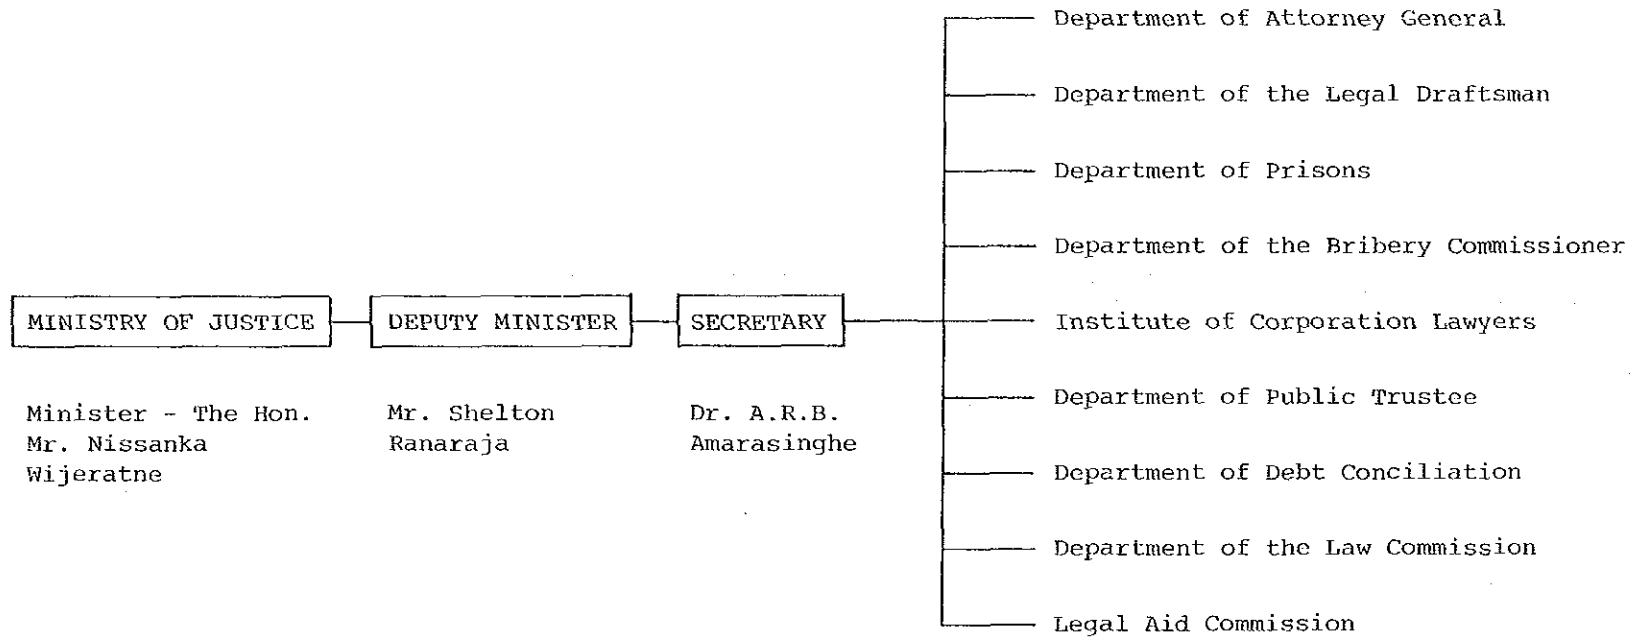 Department of Attorney General
Department of the Legal Draftsman
Department of Prisons
Department of the Bribery Commissioner
MINISTRY OF JUSTICE
DEPUTY MINISTER
SECRETARY
Institute of Corporation Lawyers
Minister - The Hon.
Mr. Nissanka
Wijeratne
Mr. Shelton
Ranaraja
Dr. A.R.B.
Amarasinghe
Department of Public Trustee
Department of Debt Conciliation
Department of the Law Commission
Legal Aid Commission